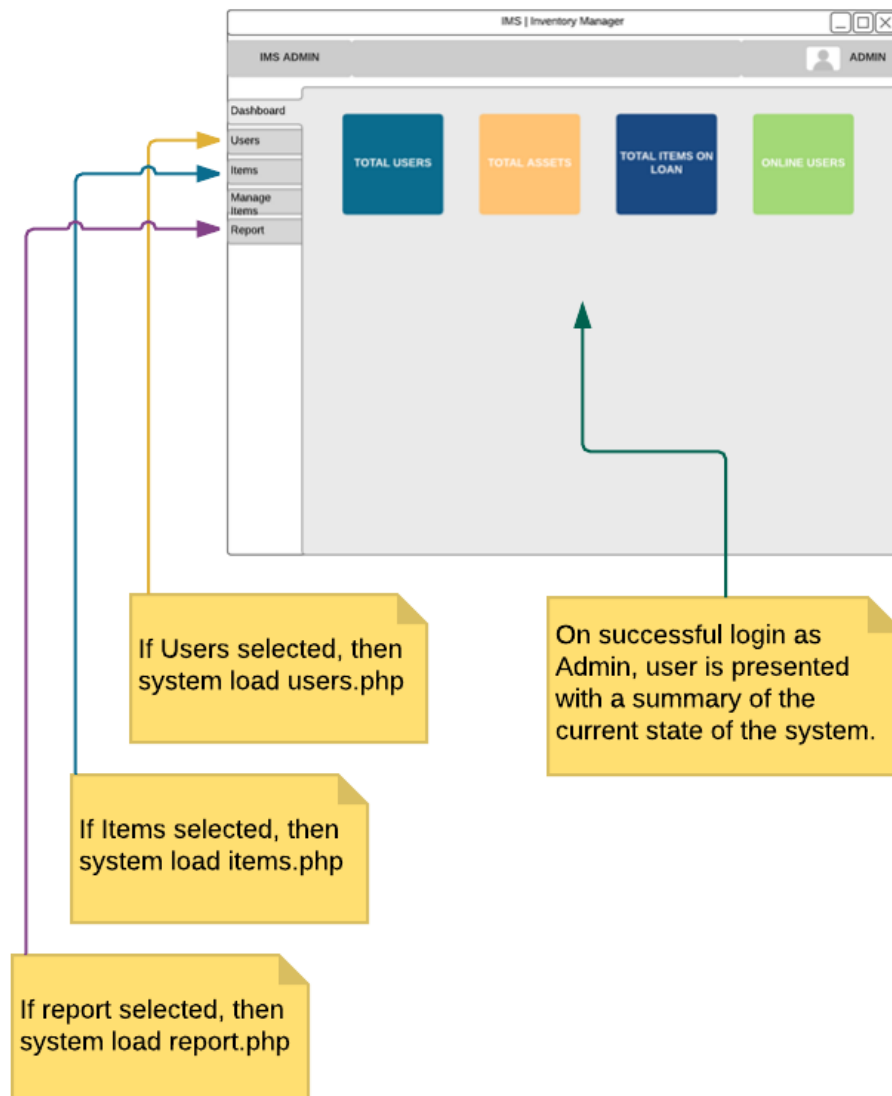 IMS | Inventory Manager
IMS ADMIN
ADMIN
Dashboard
Users
Items
Manage
Items
Report
TOTAL USERS
TOTAL ASSETS
TOTAL ITEMS ON
LOAN
ONLINE USERS
If Users selected, then
system load users.php
On successful login as
Admin, user is presented
with a summary of the
current state of the system.
If Items selected, then
system load items.php
If report selected, then
system load report.php